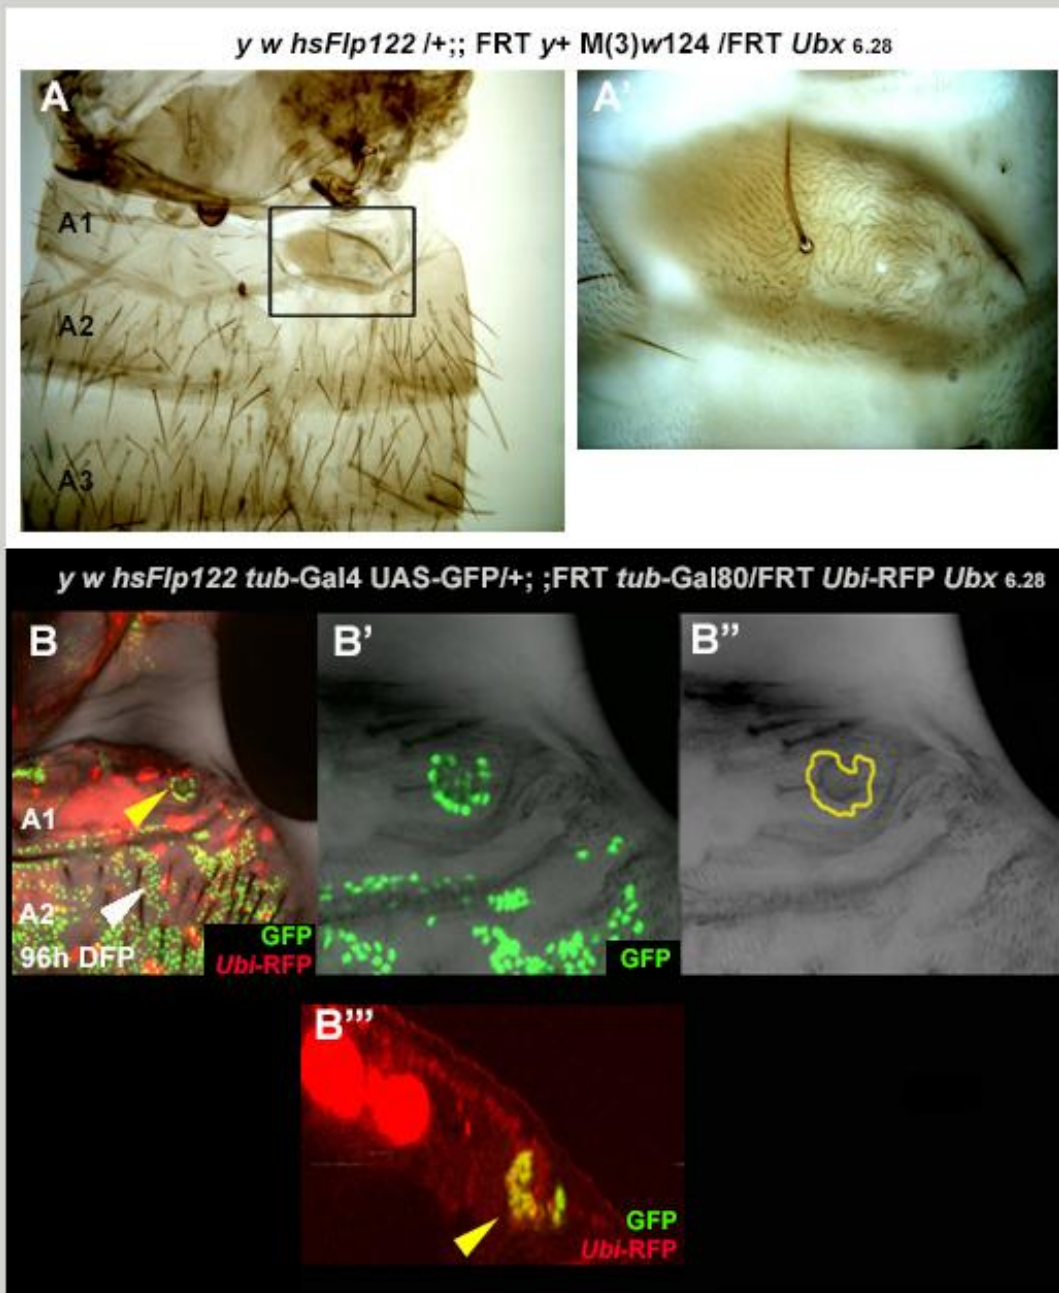 y w hsFlp122 /+;; FRT y+ M(3)w124 /FRT Ubx 6.28
A
A'
A1
A2
A3
y w hsFlp122 tub-Gal4 UAS-GFP/+; ;FRT tub-Gal80/FRT Ubi-RFP Ubx 6.28
B
B'
B”
A1
A2
96h DFP
GFP
Ubi-RFP
GFP
B”'
GFP
Ubi-RFP